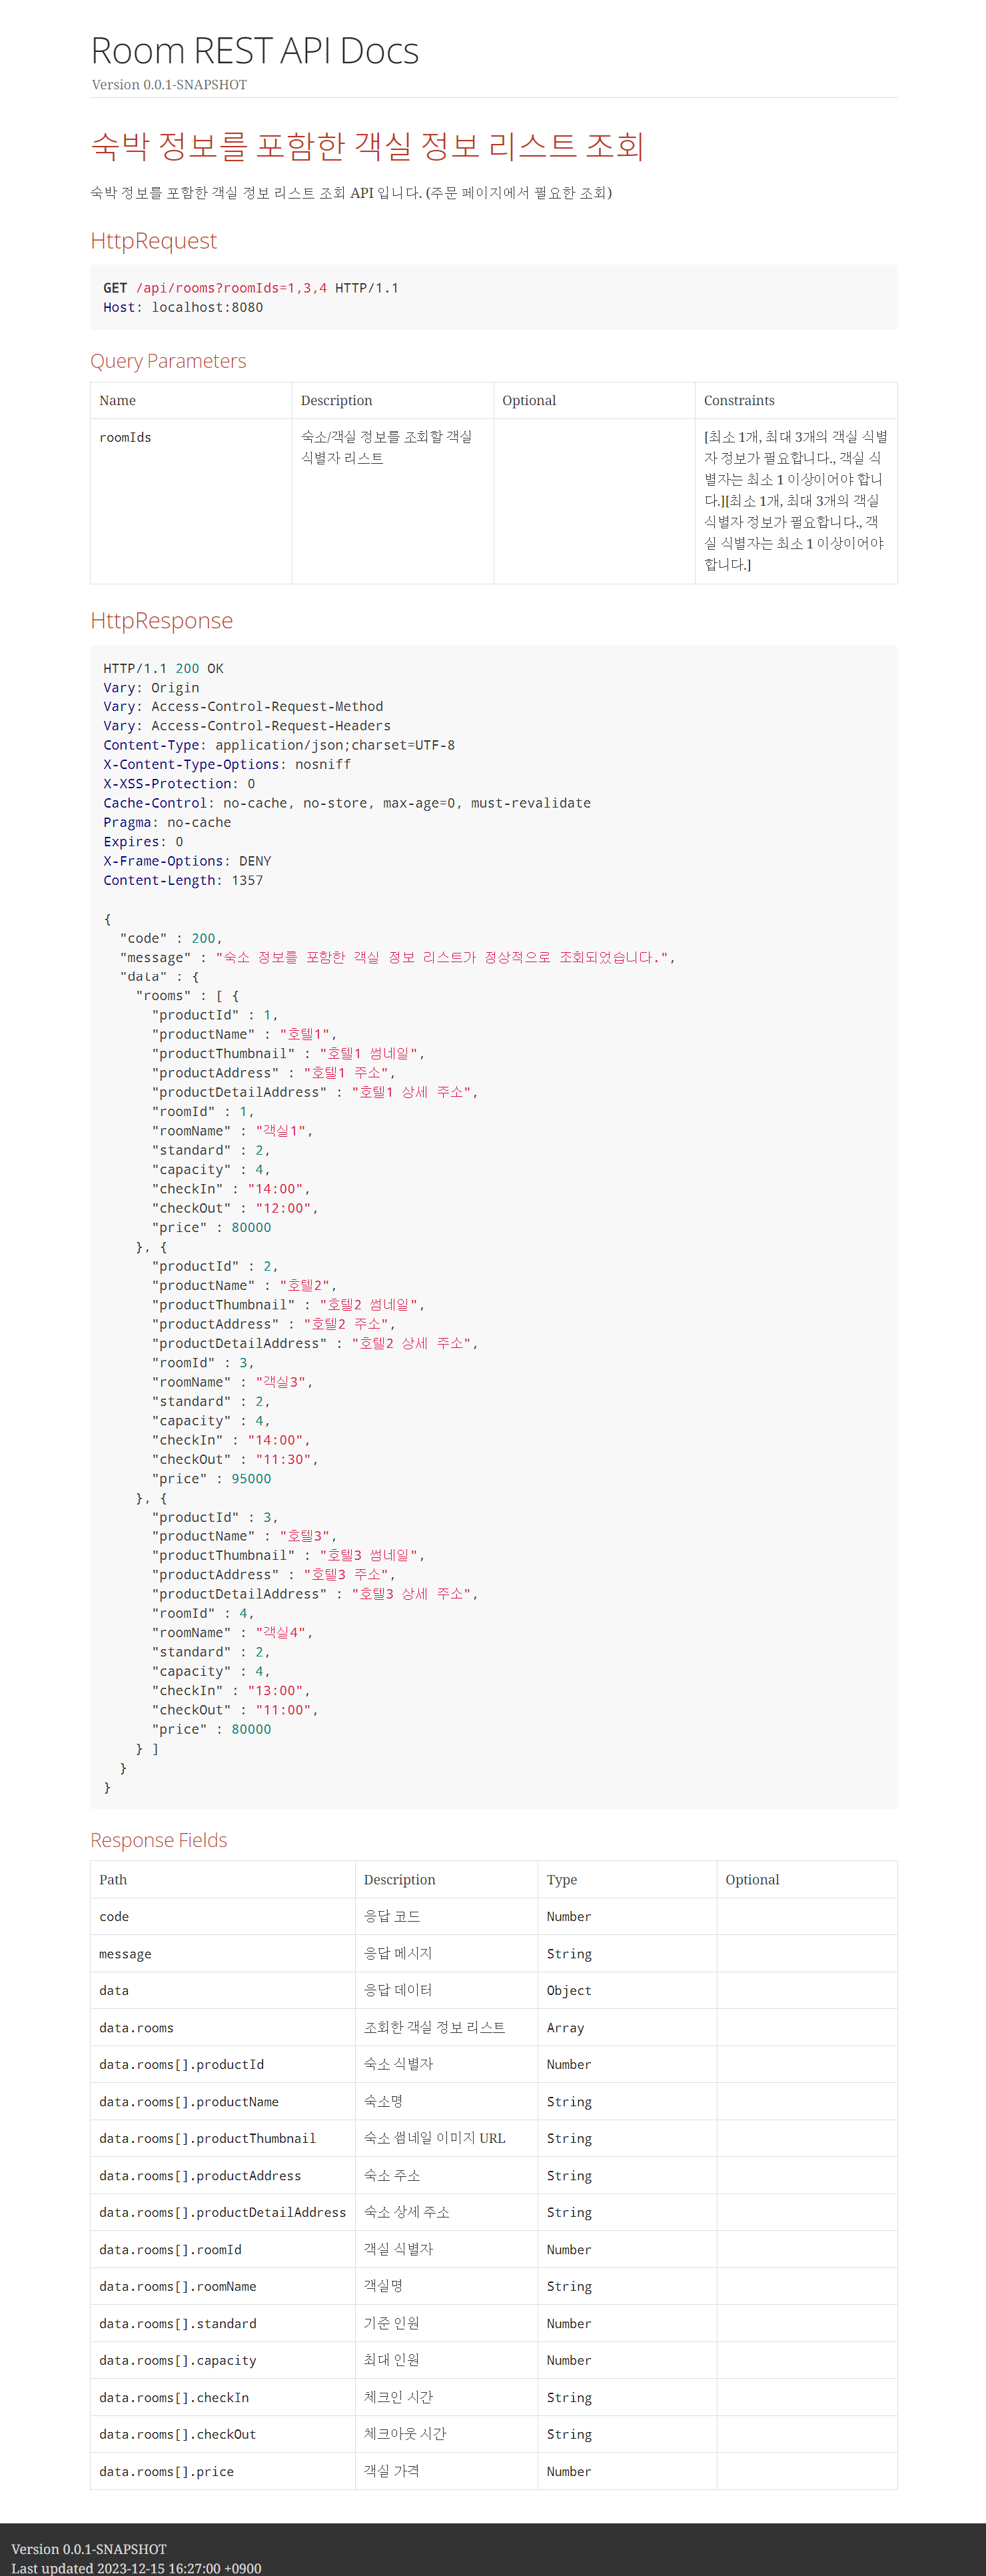 Room REST API Docs
Version 0.0.1-SNAPSHOT
숙박 정보를 포함한 객실 정보 리스트 조회
숙박 정보를 포함한 객실 정보 리스트 조회 API 입니다. (주문 페이지에서 필요한 조회)
HttpRequest
GET /api/rooms?roomIds=1,3,4 HTTP/1.1
Host: localhost:8080
Query Parameters
Name Description Optional Constraints
roomIds
숙소/객실 정보를 조회할 객실
식별자 리스트
[최소 1개, 최대 3개의 객실 식별
자 정보가 필요합니다., 객실 식
별자는 최소 1 이상이어야 합니
다.][최소 1개, 최대 3개의 객실
식별자 정보가 필요합니다., 객
실 식별자는 최소 1 이상이어야
합니다.]
HttpResponse
HTTP/1.1 200 OK
Vary: Origin
Vary: Access-Control-Request-Method
Vary: Access-Control-Request-Headers
Content-Type: application/json;charset=UTF-8
X-Content-Type-Options: nosniff
X-XSS-Protection: 0
Cache-Control: no-cache, no-store, max-age=0, must-revalidate
Pragma: no-cache
Expires: 0
X-Frame-Options: DENY
Content-Length: 1357
{
"code" : 200,
"message" : "숙소 정보를 포함한 객실 정보 리스트가 정상적으로 조회되었습니다.",
"data" : {
"rooms" : [ {
"productId" : 1,
"productName" : "호텔1",
"productThumbnail" : "호텔1 썸네일",
"productAddress" : "호텔1 주소",
"productDetailAddress" : "호텔1 상세 주소",
"roomId" : 1,
"roomName" : "객실1",
"standard" : 2,
"capacity" : 4,
"checkIn" : "14:00",
"checkOut" : "12:00",
"price" : 80000
}, {
"productId" : 2,
"productName" : "호텔2",
"productThumbnail" : "호텔2 썸네일",
"productAddress" : "호텔2 주소",
"productDetailAddress" : "호텔2 상세 주소",
"roomId" : 3,
"roomName" : "객실3",
"standard" : 2,
"capacity" : 4,
"checkIn" : "14:00",
"checkOut" : "11:30",
"price" : 95000
}, {
"productId" : 3,
"productName" : "호텔3",
"productThumbnail" : "호텔3 썸네일",
"productAddress" : "호텔3 주소",
"productDetailAddress" : "호텔3 상세 주소",
"roomId" : 4,
"roomName" : "객실4",
"standard" : 2,
"capacity" : 4,
"checkIn" : "13:00",
"checkOut" : "11:00",
"price" : 80000
} ]
}
}
Response Fields
Path Description Type Optional
code 응답 코드 Number
message 응답 메시지 String
data 응답 데이터 Object
data.rooms 조회한 객실 정보 리스트 Array
data.rooms[].productId 숙소 식별자 Number
data.rooms[].productName 숙소명 String
data.rooms[].productThumbnail 숙소 썸네일 이미지 URL String
data.rooms[].productAddress 숙소 주소 String
data.rooms[].productDetailAddress 숙소 상세 주소 String
data.rooms[].roomId 객실 식별자 Number
data.rooms[].roomName 객실명 String
data.rooms[].standard 기준 인원 Number
data.rooms[].capacity 최대 인원 Number
data.rooms[].checkIn 체크인 시간 String
data.rooms[].checkOut 체크아웃 시간 String
data.rooms[].price 객실 가격 Number
Version 0.0.1-SNAPSHOT
Last updated 2023-12-15 16:27:00 +0900